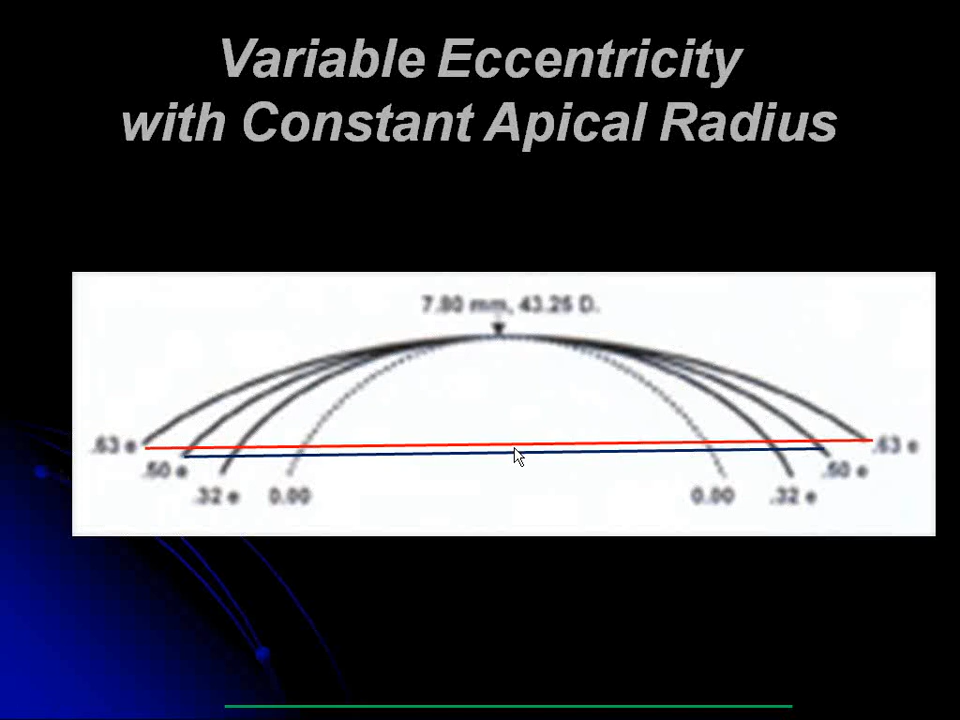 Variable Eccentricity
with Constant Apical Radius
7.80 mm, 43.25 D.
.63 e .63 e
.50 e .50 e
.32 e 0.00 0.00 .32 e